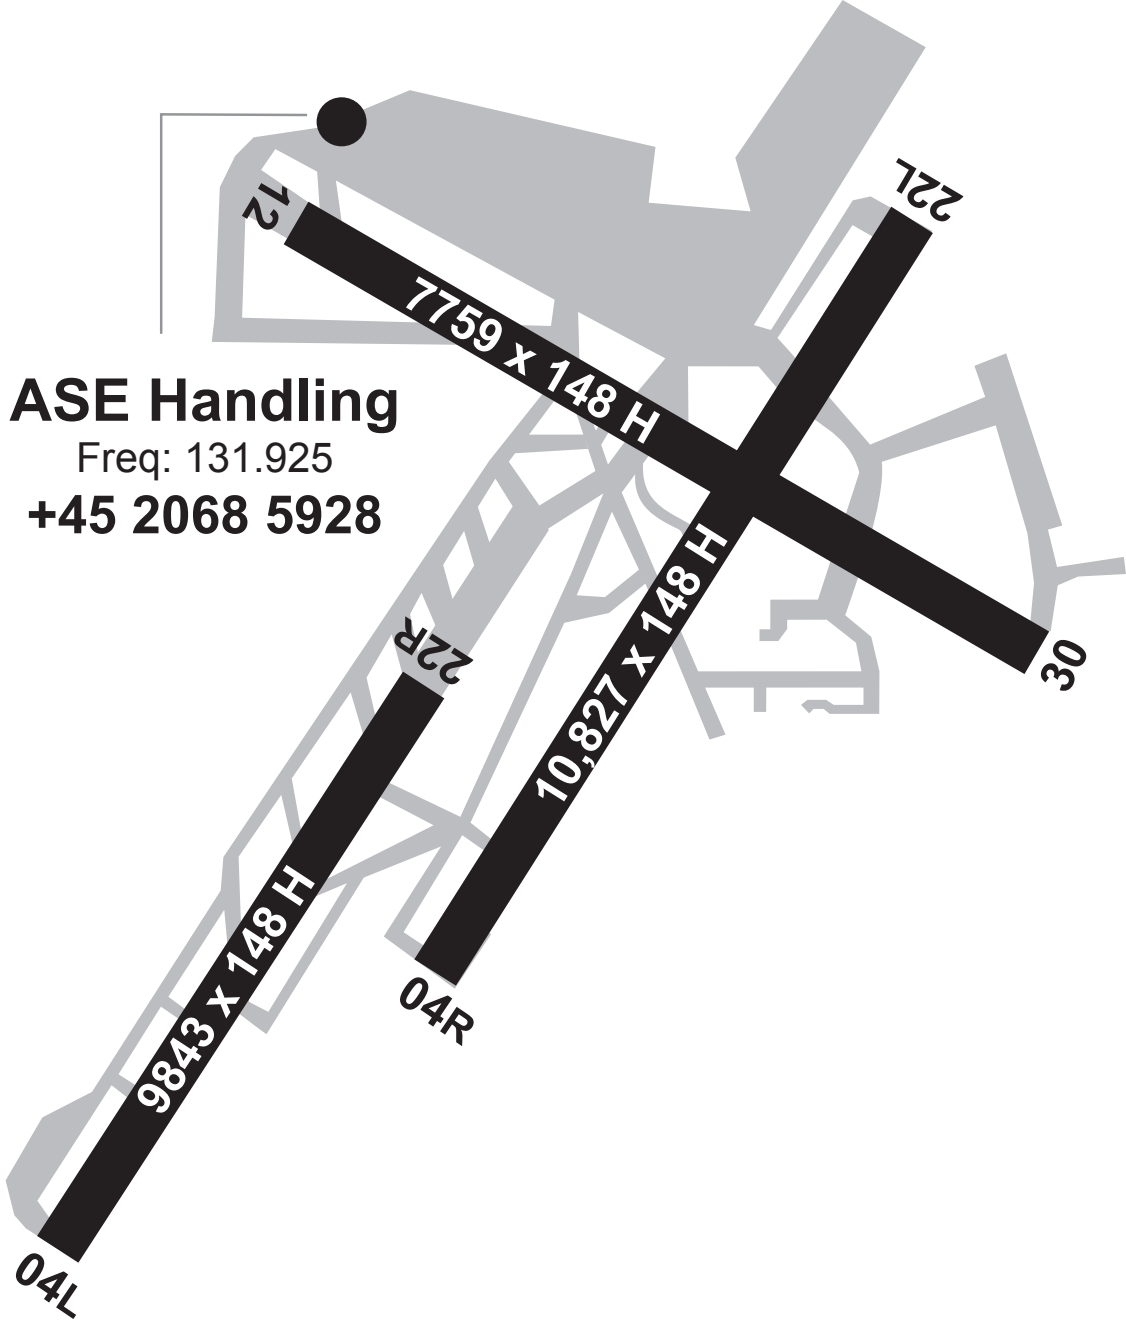 22L
12
7759 x 148 H
ASE Handling
Freq: 131.925
+45 2068 5928
10,827 x 148 H
22R
30
9843 x 148 H
04R
04L